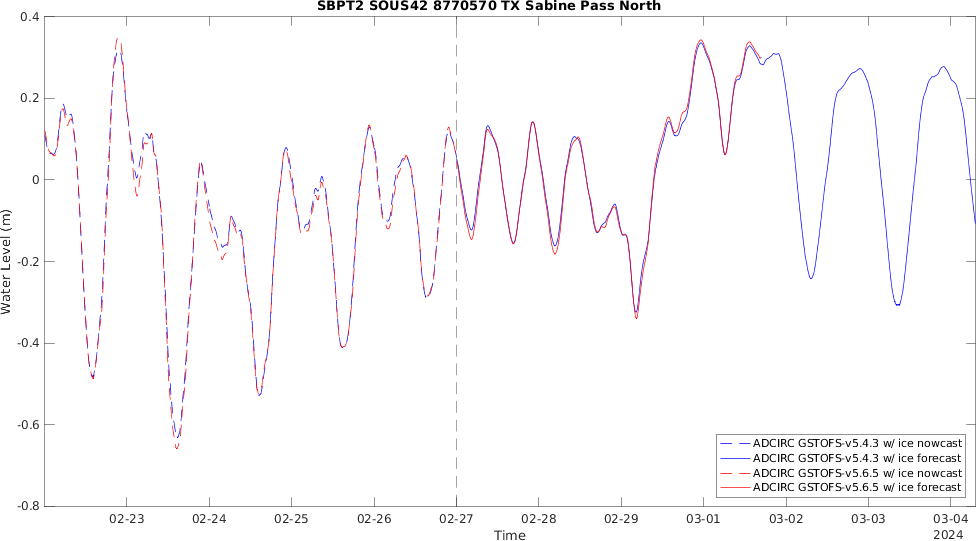 SBPT2 SOUS42 8770570 TX Sabine Pass North
0.4
0.2
0
-0.2
-0.4
-0.6
-0.8
Water Level (m)
ADCIRC GSTOFS-v5.4.3 w/ ice nowcast
ADCIRC GSTOFS-v5.4.3 w/ ice forecast
ADCIRC GSTOFS-v5.6.5 w/ ice nowcast
ADCIRC GSTOFS-v5.6.5 w/ ice forecast
02-23 02-24 02-25 02-26 02-27 02-28 02-29 03-01 03-02 03-03 03-04
Time
2024